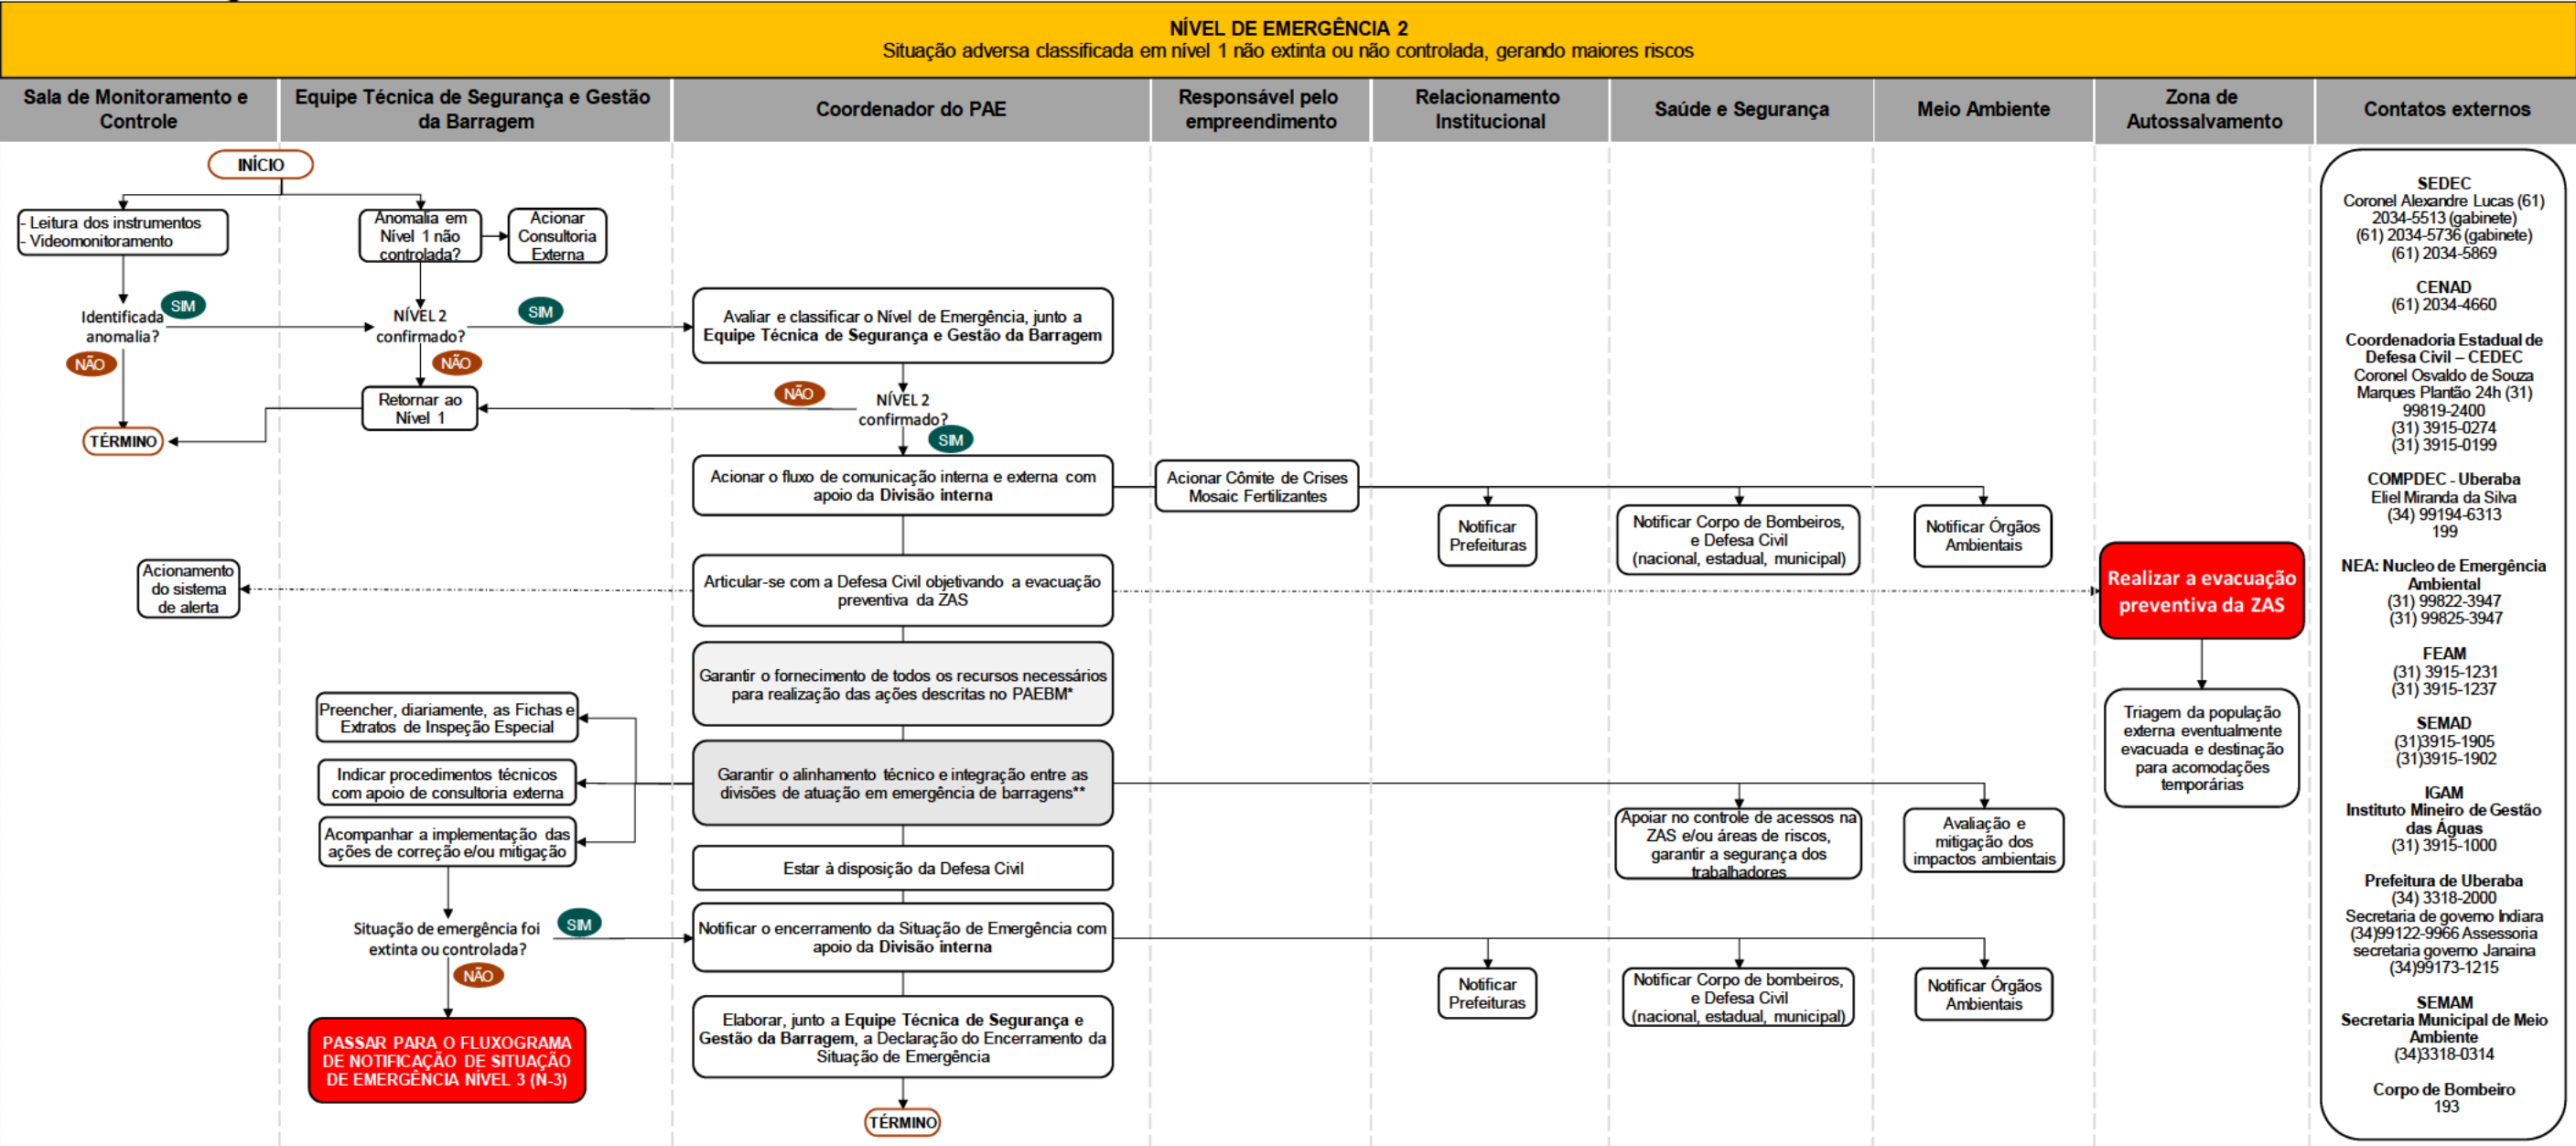 NÍVEL DE EMERGÊNCIA 2
Situação adversa classificada em nível 1 não extinta ou não controlada, gerando maiores riscos
Sala de Monitoramento e
Controle
Equipe Técnica de Segurança e Gestão
da Barragem
Coordenador do PAE
Responsável pelo
empreendimento
Relacionamento
Institucional
Saúde e Segurança
Meio Ambiente
Zona de
Autossalvamento
Contatos externos
INÍCIO
- Leitura dos instrumentos
- Videomonitoramento
Anomalia em
Nível 1 não
controlada?
Acionar
Consultoria
Externa
Identificada
anomalia?
SIM
NÃO
NÍVEL 2
confirmado?
SIM
NÃO
Avaliar e classificar o Nível de Emergência, junto a
Equipe Técnica de Segurança e Gestão da Barragem
Retornar ao
Nível 1
NÃO
NÍVEL 2
confirmado?
SIM
TÉRMINO
Acionar o fluxo de comunicação interna e externa com
apoio da Divisão interna
Acionar Cômite de Crises
Mosaic Fertilizantes
Notificar
Prefeituras
Notificar Corpo de Bombeiros,
e Defesa Civil
(nacional, estadual, municipal)
Notificar Órgãos
Ambientais
Acionamento
do sistema
de alerta
Articular-se com a Defesa Civil objetivando a evacuação
preventiva da ZAS
Realizar a evacuação
preventiva da ZAS
Garantir o fornecimento de todos os recursos necessários
para realização das ações descritas no PAEBM*
Triagem da população
externa eventualmente
evacuada e destinação
para acomodações
temporárias
Preencher, diariamente, as Fichas e
Extratos de Inspeção Especial
Indicar procedimentos técnicos
com apoio de consultoria externa
Acompanhar a implementação das
ações de correção e/ou mitigação
Garantir o alinhamento técnico e integração entre as
divisões de atuação em emergência de barragens**
Apoiar no controle de acessos na
ZAS e/ou áreas de riscos,
garantir a segurança dos
trabalhadores
Avaliação e
mitigação dos
impactos ambientais
Estar à disposição da Defesa Civil
Situação de emergência foi
extinta ou controlada?
SIM
NÃO
Notificar o encerramento da Situação de Emergência com
apoio da Divisão interna
Notificar
Prefeituras
Notificar Corpo de bombeiros,
e Defesa Civil
(nacional, estadual, municipal)
Notificar Órgãos
Ambientais
PASSAR PARA O FLUXOGRAMA
DE NOTIFICAÇÃO DE SITUAÇÃO
DE EMERGÊNCIA NÍVEL 3 (N-3)
Elaborar, junto a Equipe Técnica de Segurança e
Gestão da Barragem, a Declaração do Encerramento da
Situação de Emergência
TÉRMINO
SEDEC
Coronel Alexandre Lucas (61)
2034-5513 (gabinete)
(61) 2034-5736 (gabinete)
(61) 2034-5869
CENAD
(61) 2034-4660
Coordenadoria Estadual de
Defesa Civil – CEDEC
Coronel Osvaldo de Souza
Marques Plantão 24h (31)
99819-2400
(31) 3915-0274
(31) 3915-0199
COMPDEC - Uberaba
Eliel Miranda da Silva
(34) 99194-6313
199
NEA: Nucleo de Emergência
Ambiental
(31) 99822-3947
(31) 99825-3947
FEAM
(31) 3915-1231
(31) 3915-1237
SEMAD
(31)3915-1905
(31)3915-1902
IGAM
Instituto Mineiro de Gestão
das Águas
(31) 3915-1000
Prefeitura de Uberaba
(34) 3318-2000
Secretaria de governo Indiara
(34)99122-9966 Assessoria
secretaria governo Janaina
(34)99173-1215
SEMAM
Secretaria Municipal de Meio
Ambiente
(34)3318-0314
Corpo de Bombeiro
193